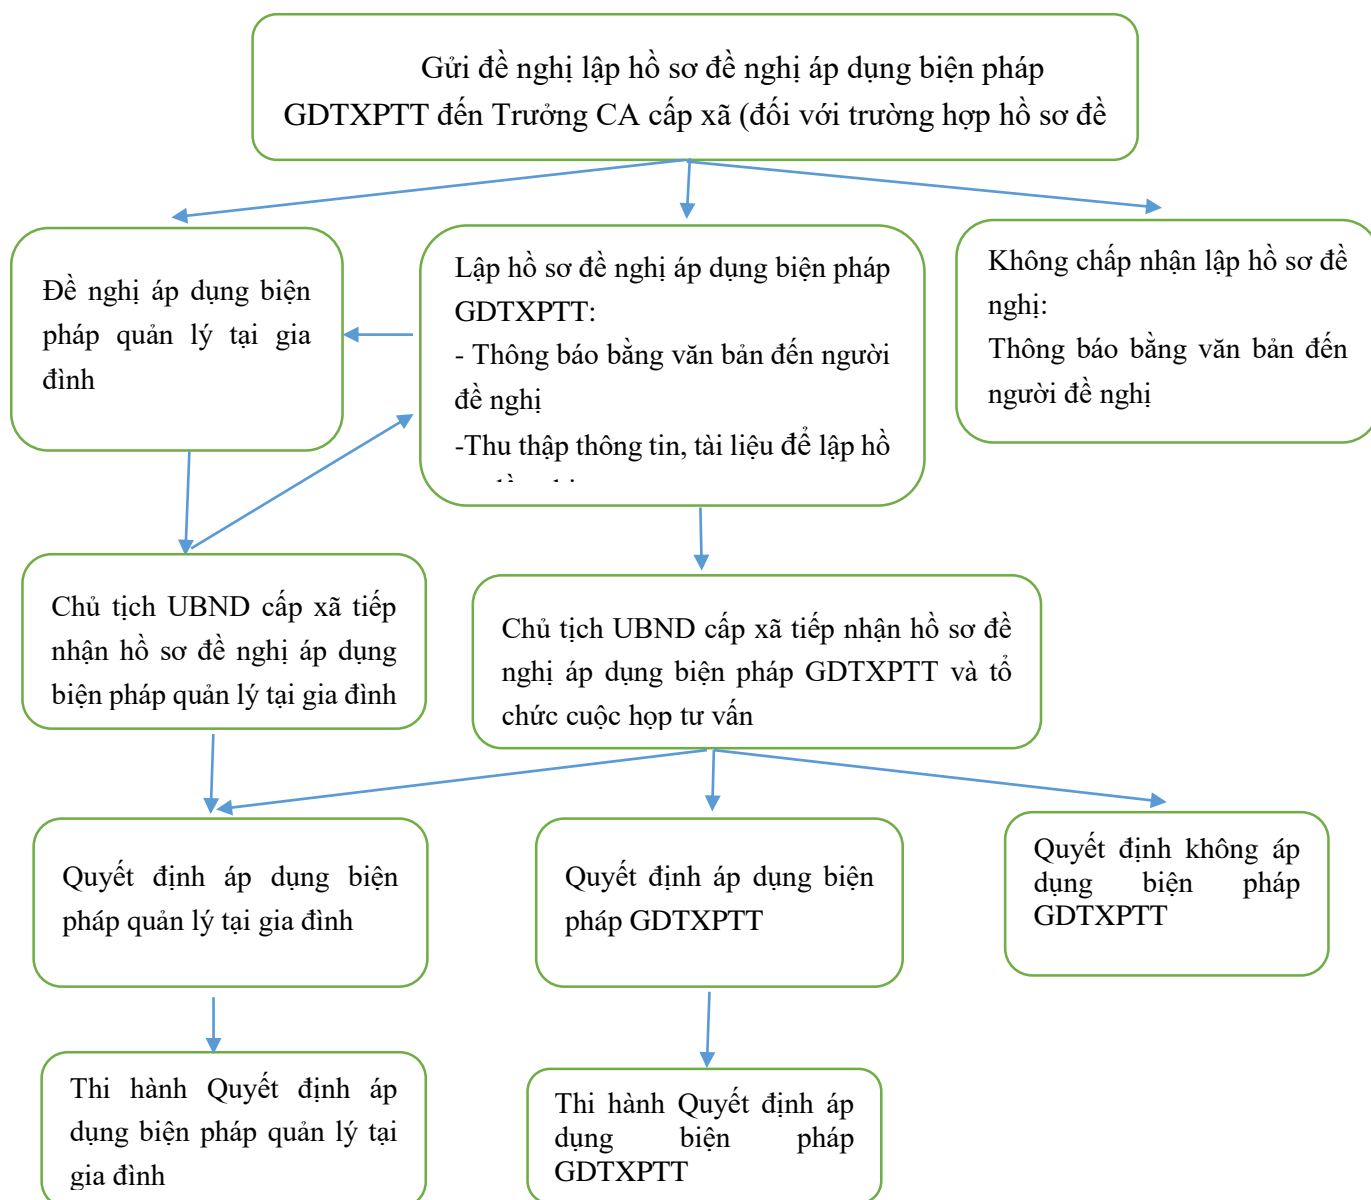 Gửi đề nghị lập hồ sơ đề nghị áp dụng biện pháp
GDTXPTT đến Trưởng CA cấp xã (đối với trường hợp hồ sơ đề
Đề nghị áp dụng biện
pháp quản lý tại gia
đình
Lập hồ sơ đề nghị áp dụng biện pháp
GDTXPTT:
- Thông báo bằng văn bản đến người
đề nghị
-Thu thập thông tin, tài liệu để lập hồ
Không chấp nhận lập hồ sơ đề
nghị:
Thông báo bằng văn bản đến
người đề nghị
Chủ tịch UBND cấp xã tiếp
nhận hồ sơ đề nghị áp dụng
biện pháp quản lý tại gia đình
Chủ tịch UBND cấp xã tiếp nhận hồ sơ đề
nghị áp dụng biện pháp GDTXPTT và tổ
chức cuộc họp tư vấn
Quyết định áp dụng biện
pháp quản lý tại gia đình
Quyết định áp dụng biện
pháp GDTXPTT
Quyết định không áp
dụng biện pháp
GDTXPTT
Thi hành Quyết định áp
dụng biện pháp quản lý tại
gia đình
Thi hành Quyết định áp
dụng biện pháp
GDTXPTT